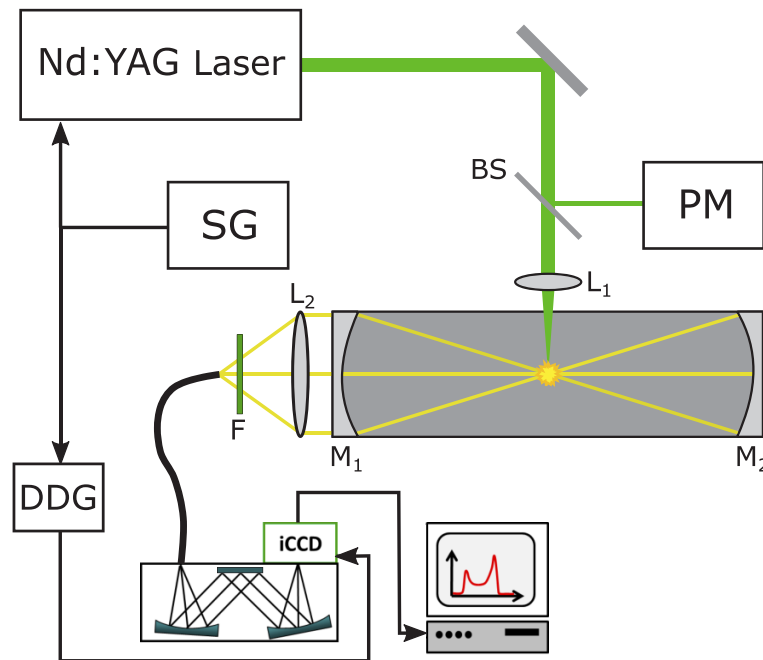 Nd:YAG Laser
BS
SG
PM
L₁
L₂
F
M₁
M₂
DDG
iCCD